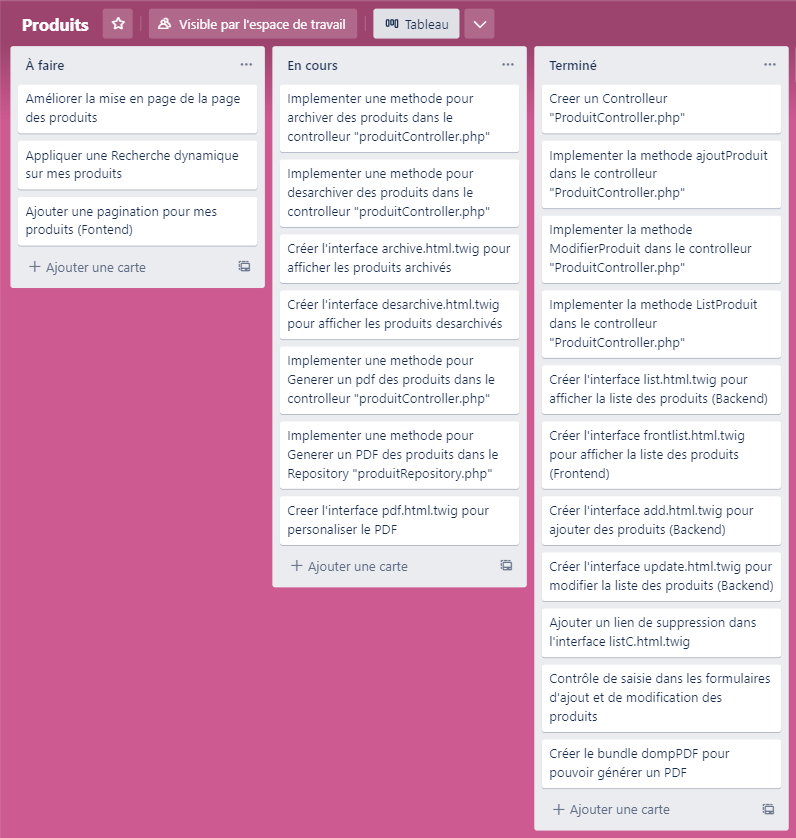 Produits
Visible par l'espace de travail
Tableau
À faire
Améliorer la mise en page de la page
des produits
Appliquer une Recherche dynamique
sur mes produits
Ajouter une pagination pour mes
produits (Fontend)
Ajouter une carte
En cours
Implementer une methode pour
archiver des produits dans le
controlleur "produitController.php"
Implementer une methode pour
desarchiver des produits dans le
controlleur "produitController.php"
Créer l'interface archive.html.twig pour
afficher les produits archivés
Créer l'interface desarchive.html.twig
pour afficher les produits desarchivés
Implementer une methode pour
Generer un pdf des produits dans le
controlleur "produitController.php"
Implementer une methode pour
Generer un PDF des produits dans le
Repository "produitRepository.php"
Creer l'interface pdf.html.twig pour
personaliser le PDF
Ajouter une carte
Terminé
Creer un Controlleur
"ProduitController.php"
Implementer la methode ajoutProduit
dans le controlleur
"ProduitController.php"
Implementer la methode
ModifierProduit dans le controlleur
"ProduitController.php"
Implementer la methode ListProduit
dans le controlleur
"ProduitController.php"
Créer l'interface list.html.twig pour
afficher la liste des produits (Backend)
Créer l'interface frontlist.html.twig
pour afficher la liste des produits
(Frontend)
Créer l'interface add.html.twig pour
ajouter des produits (Backend)
Créer l'interface update.html.twig pour
modifier la liste des produits (Backend)
Ajouter un lien de suppression dans
l'interface listC.html.twig
Contrôle de saisie dans les formulaires
d'ajout et de modification des
produits
Créer le bundle dompPDF pour
pouvoir générer un PDF
Ajouter une carte